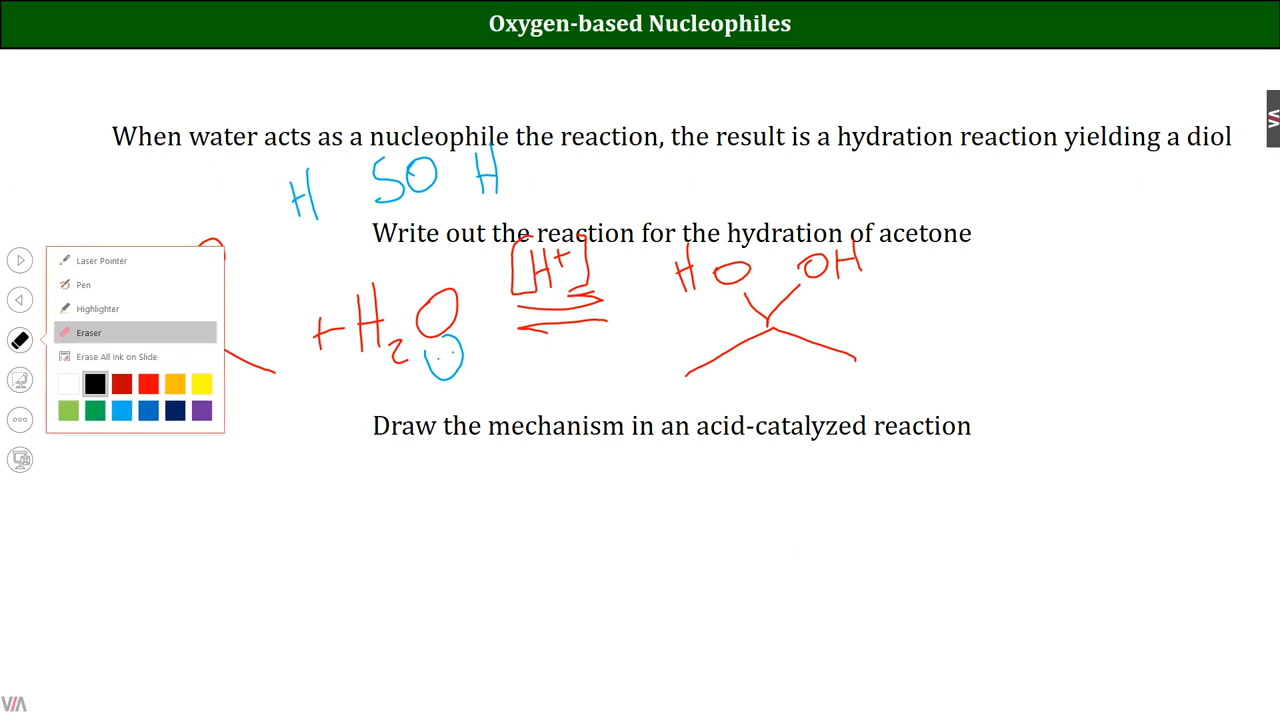 Oxygen-based Nucleophiles
When water acts as a nucleophile the reaction, the result is a hydration reaction yielding a diol
H SO H
Write out the reaction for the hydration of acetone
Laser Pointer
Pen
Highlighter
Eraser
Erase All Ink on Slide
+ H2O
[H+]
HO OH
Draw the mechanism in an acid-catalyzed reaction
VIA